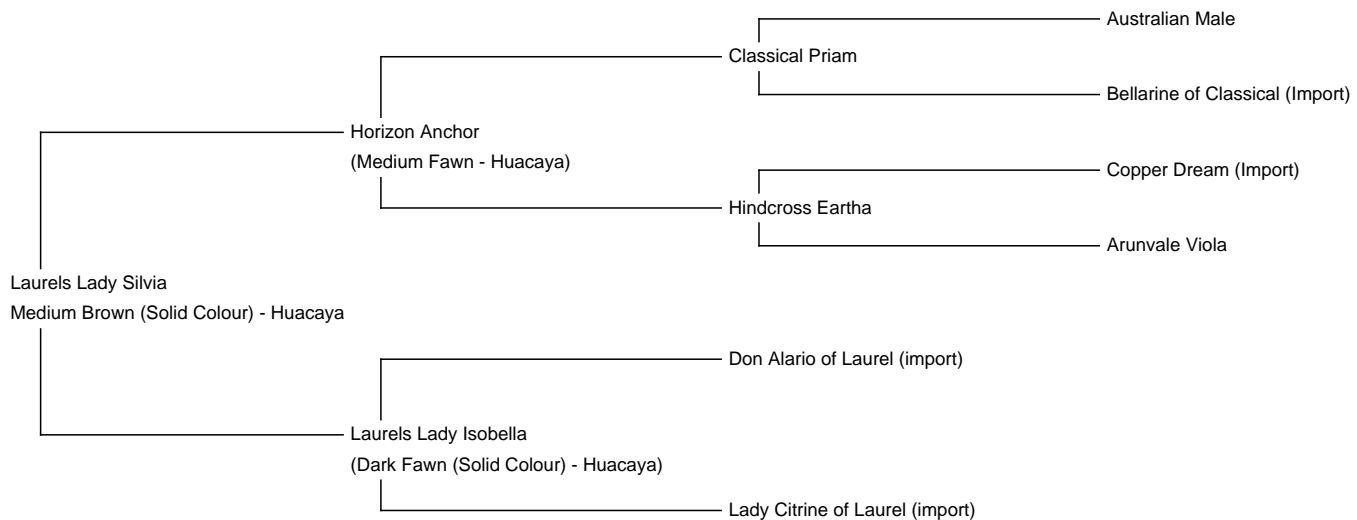 Australian Male
Classical Priam
Bellarine of Classical (Import)
Horizon Anchor
(Medium Fawn - Huacaya)
Copper Dream (Import)
Hindcross Eartha
Arunvale Viola
Laurels Lady Silvia
Medium Brown (Solid Colour) - Huacaya
Don Alario of Laurel (import)
Laurels Lady Isobella
(Dark Fawn (Solid Colour) - Huacaya)
Lady Citrine of Laurel (import)